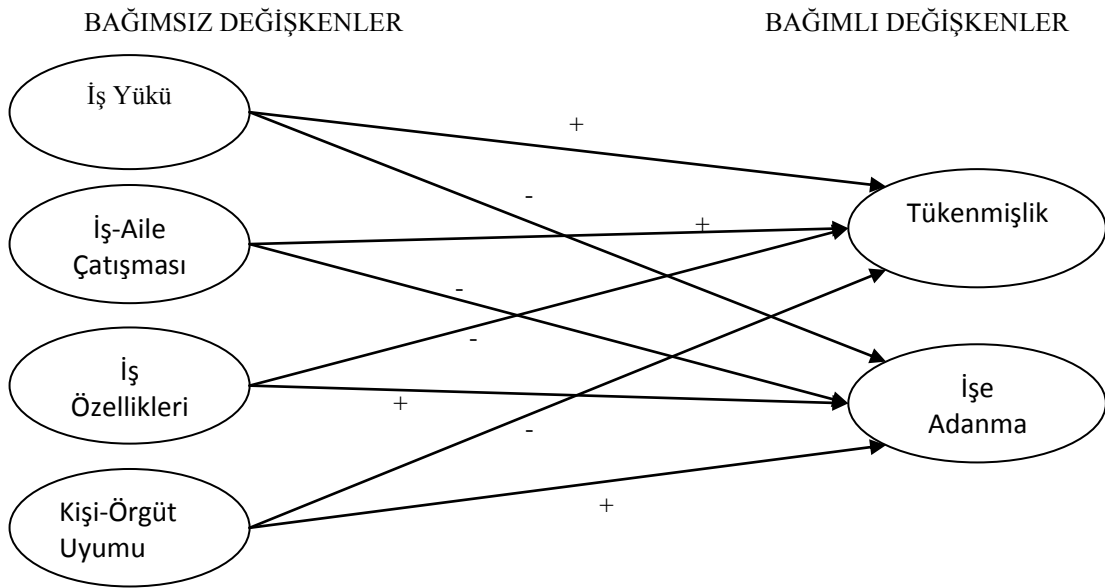 BAĞIMSIZ DEĞİŞKENLER
BAĞIMLI DEĞİŞKENLER
İş Yükü
+
-
Tükenmişlik
İş-Aile
Çatışması
+
-
-
İş
Özellikleri
+
İşe
Adanma
-
Kişi-Örgüt
Uyumu
+